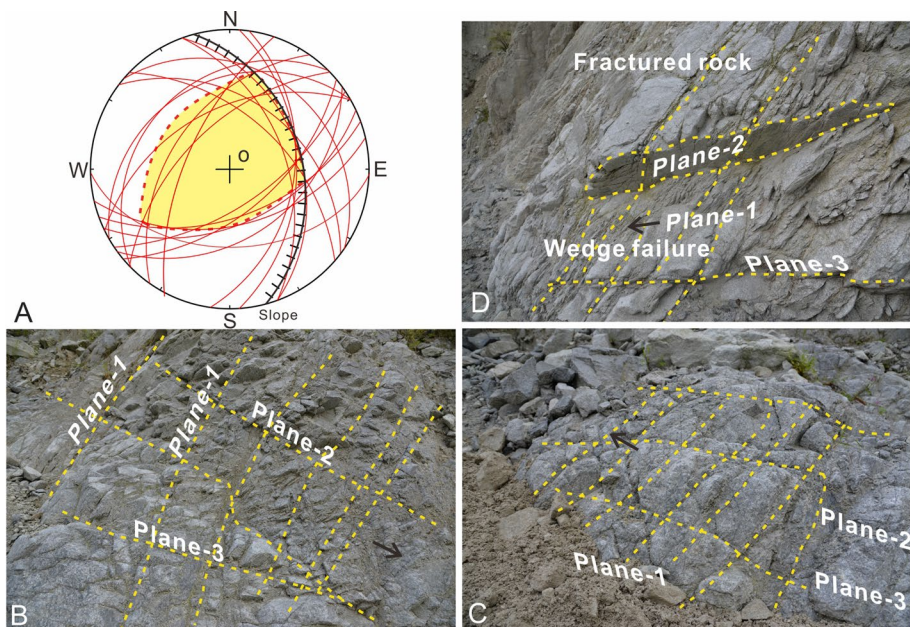 N
W
E
O
S
Slope
A
Fractured rock
Plane-2
Plane-1
Wedge failure
Plane-3
D
Plane-1
Plane-1
Plane-2
Plane-3
B
Plane-1
Plane-2
Plane-3
C